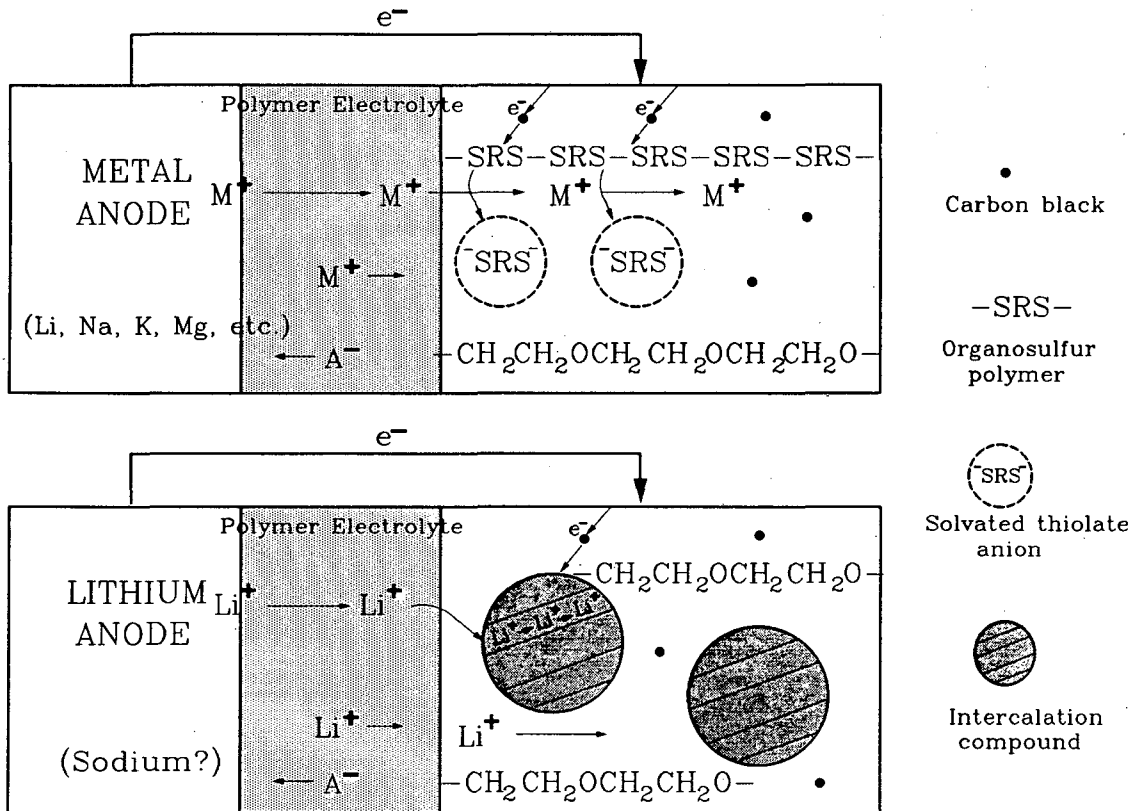 e⁻
Polymer Electrolyte
e⁻ e⁻
—SRS—SRS—SRS—SRS—SRS—
METAL
ANODE
M⁺ M⁺ M⁺ M⁺
⁻SRS⁻ ⁻SRS⁻
M⁺
(Li, Na, K, Mg, etc.)
A⁻
—CH₂CH₂OCH₂CH₂OCH₂CH₂O—
Carbon black
—SRS—
Organosulfur
polymer
⁻SRS⁻
Solvated thiolate
anion
Intercalation
compound
e⁻
Polymer Electrolyte
e⁻
—CH₂CH₂OCH₂CH₂O—
LITHIUM
ANODE
Li⁺ Li⁺
Li⁺ Li⁺ Li⁺
Li⁺ Li⁺
(Sodium?)
A⁻
—CH₂CH₂OCH₂CH₂O—